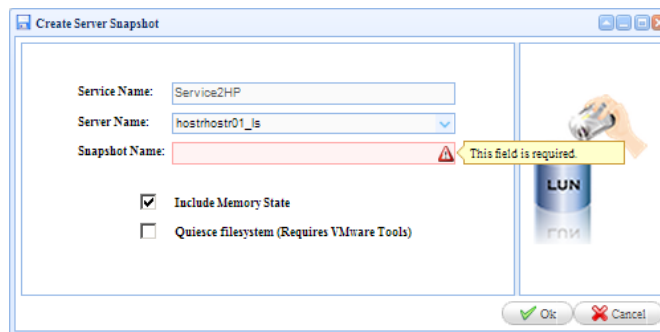 Create Server Snapshot
Service Name: Service2HP
Server Name: hostrhostr01_ls
Snapshot Name: This field is required.
LUN
Include Memory State
Quiesce filesystem (Requires VMware Tools)
Ok Cancel